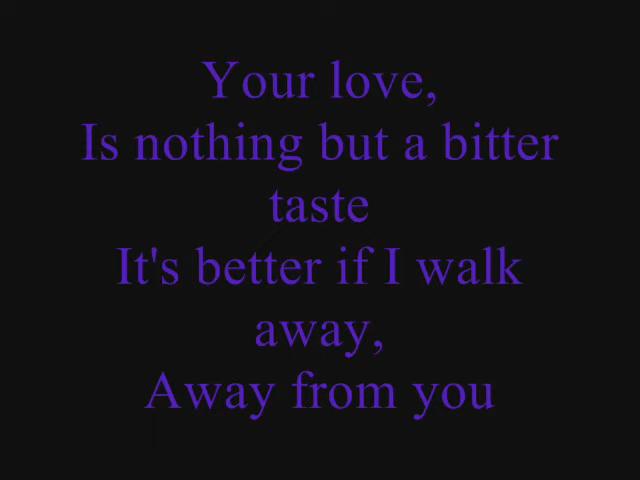 Your love,
Is nothing but a bitter
taste
It's better if I walk
away,
Away from you